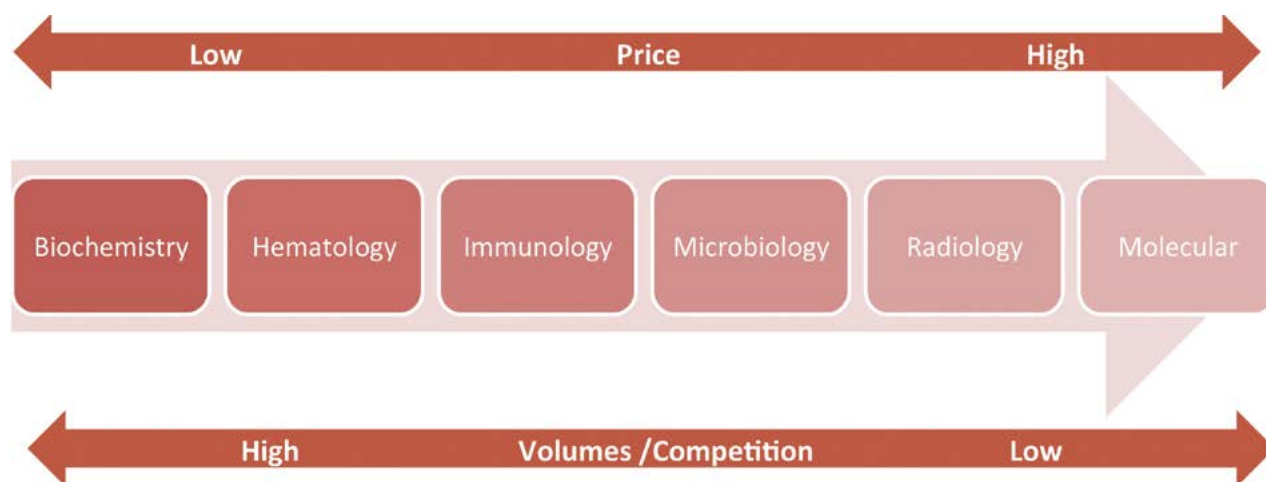 Low Price High
Biochemistry Hematology Immunology Microbiology Radiology Molecular
High Volumes /Competition Low